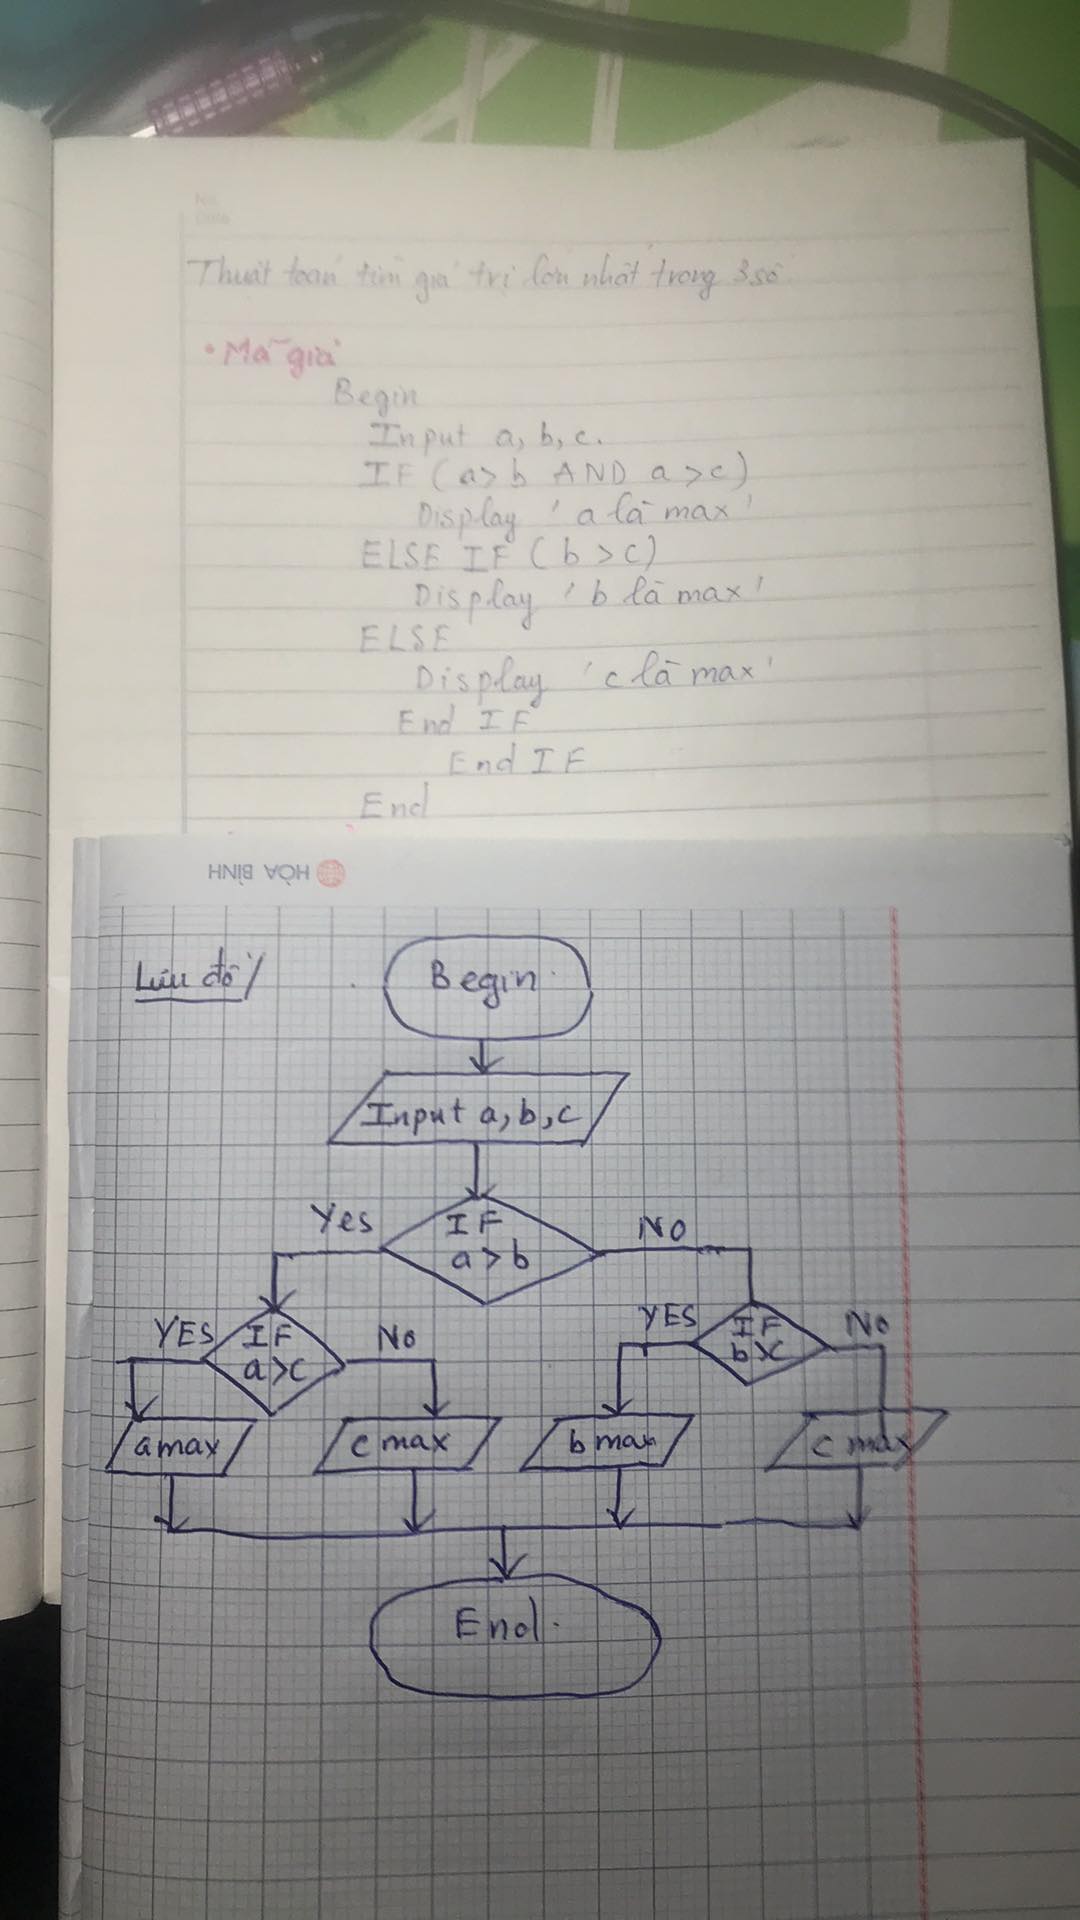 No.
Date
Thuật toán tìm giá trị lớn nhất trong 3 số.
• Mã giả
Begin
Input a, b, c.
IF (a > b AND a > c)
Display 'a là max'
ELSE IF (b > c)
Display 'b là max'
ELSE
Display 'c là max'
End IF
End IF
End
HÒA BÌNH
Lưu đồ/
Begin.
Input a, b, c
Yes
IF
a > b
NO
YES
IF
a > c
NO
YES
IF
b > c
NO
a max
c max
b max
c max
End.